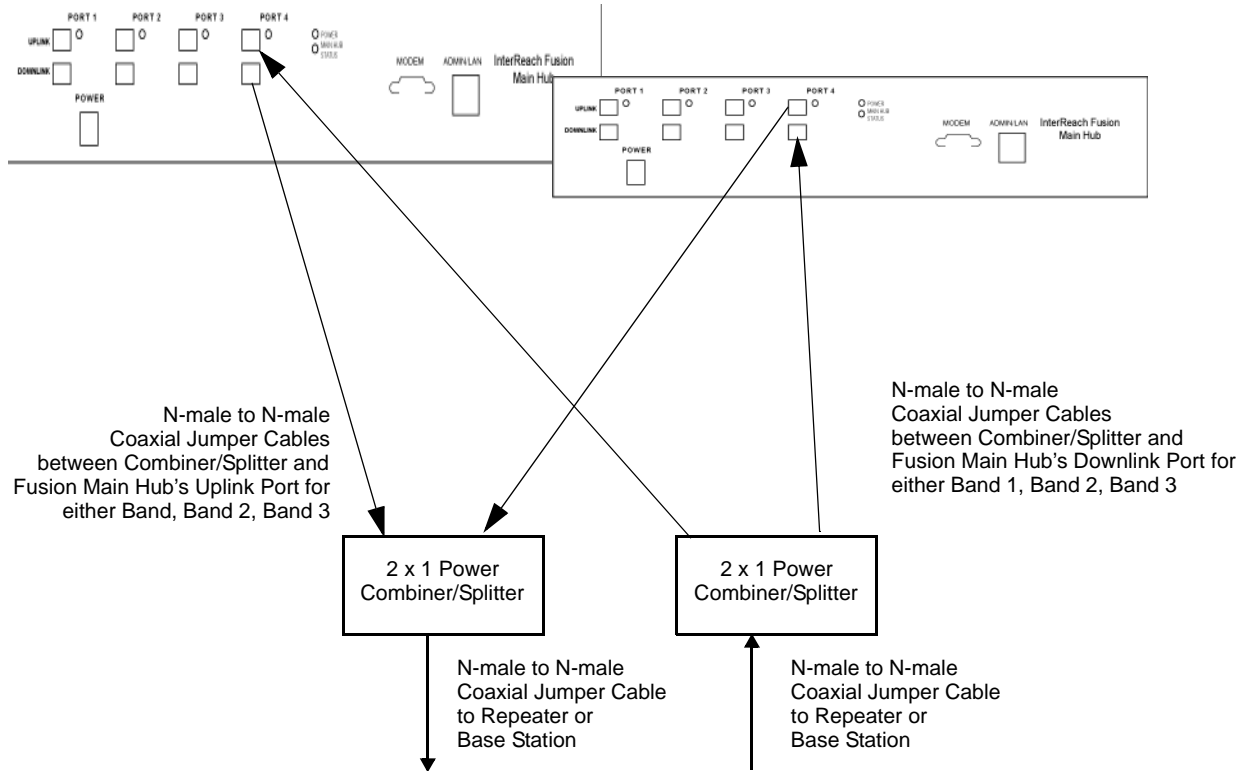 PORT 1 PORT 2 PORT 3 PORT 4
UPLINK
POWER
MAIN HUB
STATUS
DOWNLINK
MODEM ADMIN/LAN InterReach Fusion
Main Hub
POWER
PORT 1 PORT 2 PORT 3 PORT 4
UPLINK
POWER
MAIN HUB
STATUS
DOWNLINK
MODEM ADMIN/LAN InterReach Fusion
Main Hub
POWER
N-male to N-male
Coaxial Jumper Cables
between Combiner/Splitter and
Fusion Main Hub's Uplink Port for
either Band, Band 2, Band 3
N-male to N-male
Coaxial Jumper Cables
between Combiner/Splitter and
Fusion Main Hub's Downlink Port for
either Band 1, Band 2, Band 3
2 x 1 Power
Combiner/Splitter
2 x 1 Power
Combiner/Splitter
N-male to N-male
Coaxial Jumper Cable
to Repeater or
Base Station
N-male to N-male
Coaxial Jumper Cable
to Repeater or
Base Station